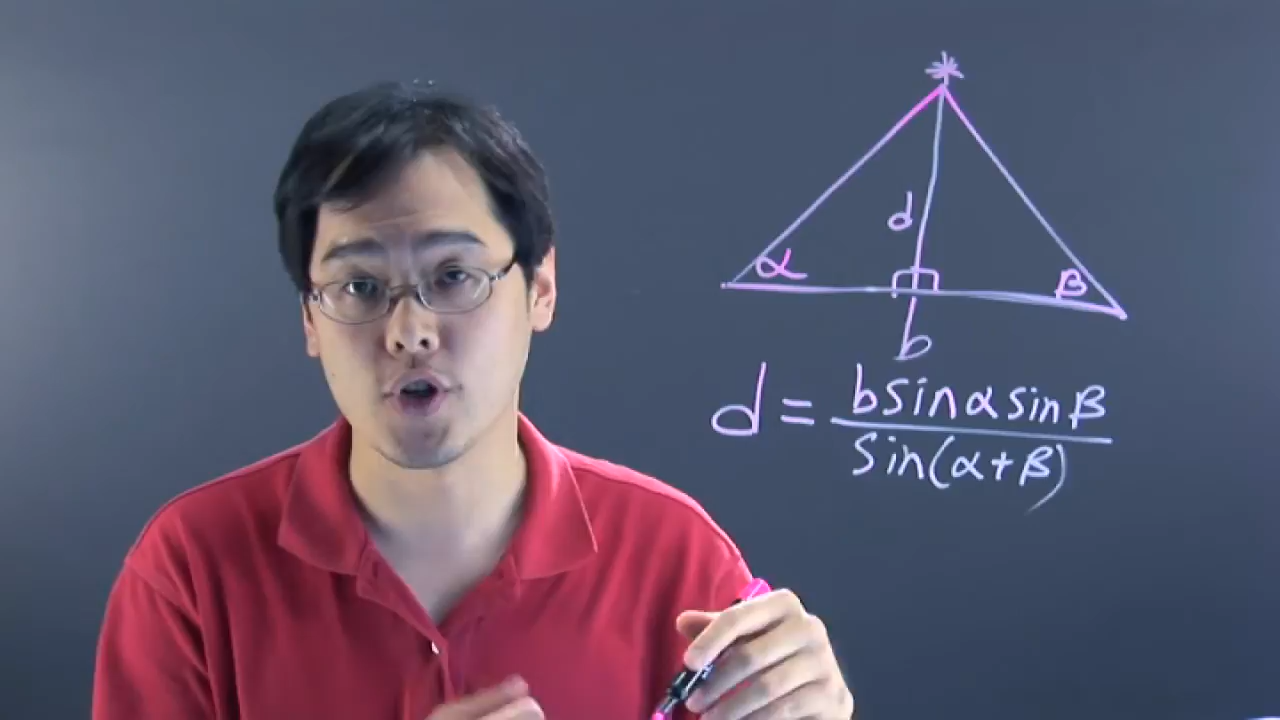 d
α β
b
d = b sin α sin β / sin(α+β)